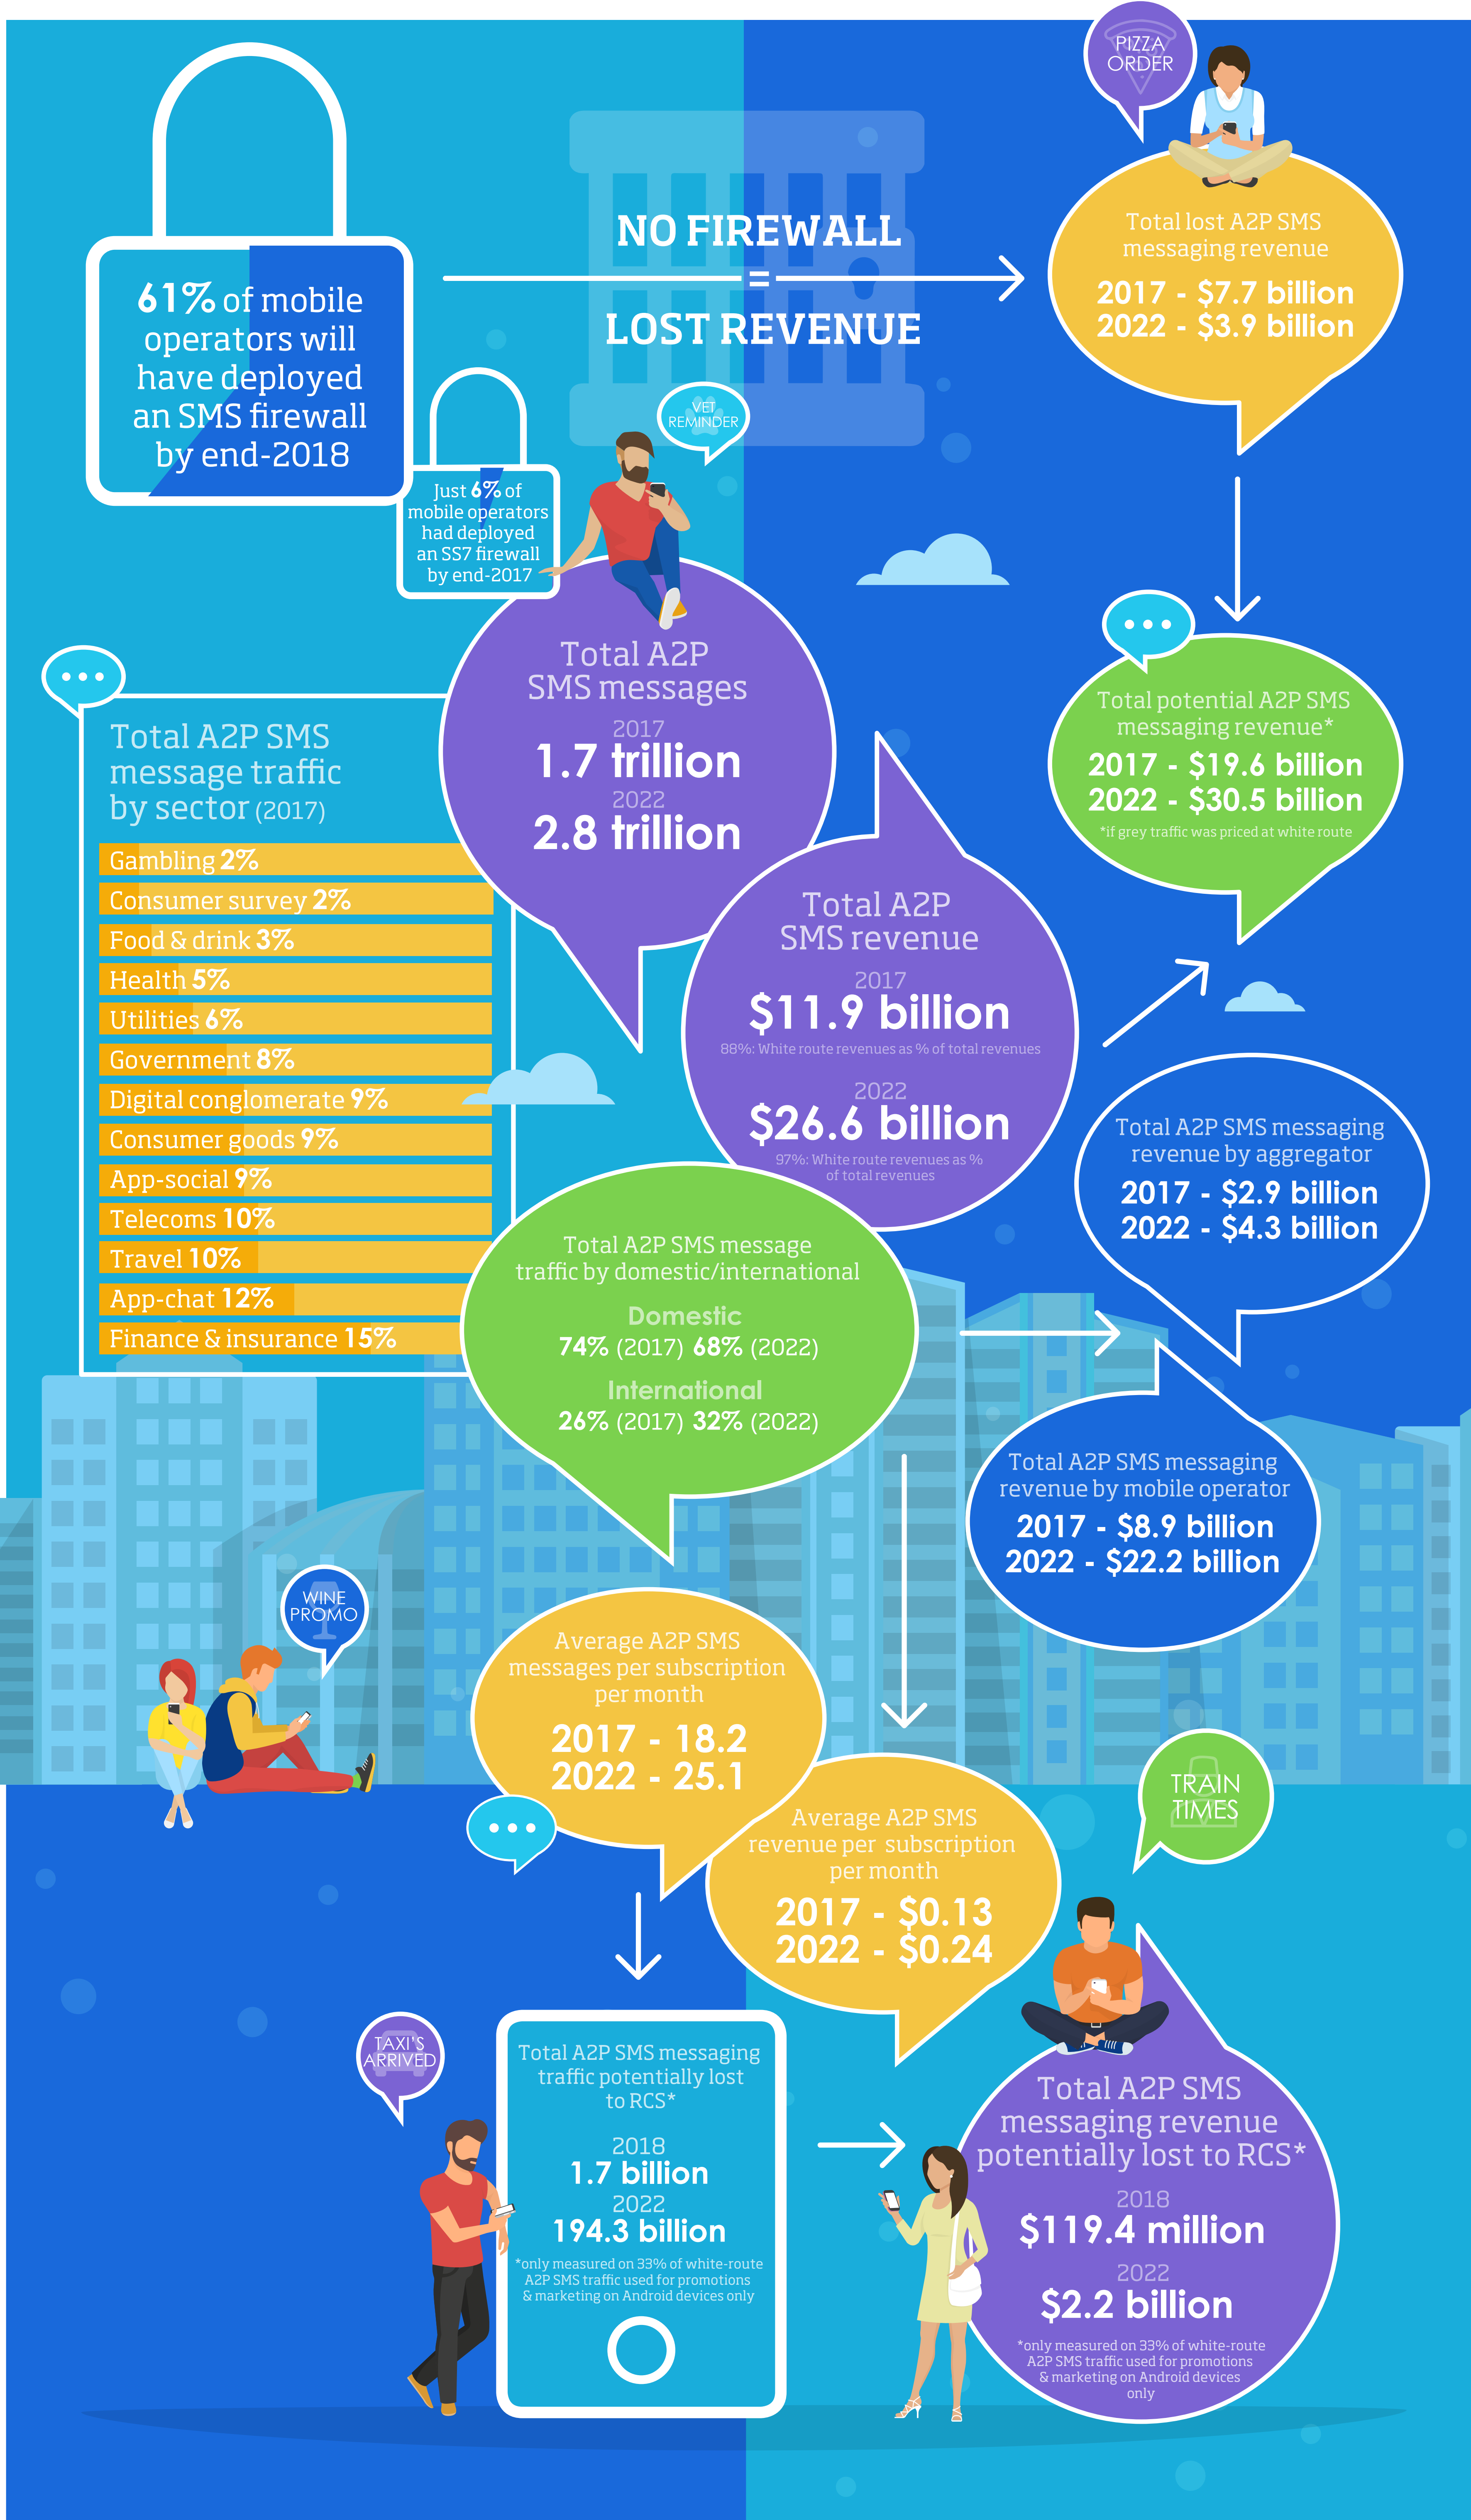 PIZZA
ORDER
61% of mobile
operators will
have deployed
an SMS firewall
by end-2018
NO FIREWALL
=
LOST REVENUE
Total lost A2P SMS
messaging revenue
2017 - $7.7 billion
2022 - $3.9 billion
VET
REMINDER
Just 6% of
mobile operators
had deployed
an SS7 firewall
by end-2017
Total A2P
SMS messages
2017
1.7 trillion
2022
2.8 trillion
Total potential A2P SMS
messaging revenue*
2017 - $19.6 billion
2022 - $30.5 billion
*if grey traffic was priced at white route
Total A2P SMS
message traffic
by sector (2017)
Gambling 2%
Consumer survey 2%
Food & drink 3%
Health 5%
Utilities 6%
Government 8%
Digital conglomerate 9%
Consumer goods 9%
App-social 9%
Telecoms 10%
Travel 10%
App-chat 12%
Finance & insurance 15%
Total A2P
SMS revenue
2017
$11.9 billion
88%: White route revenues as % of total revenues
2022
$26.6 billion
97%: White route revenues as %
of total revenues
Total A2P SMS messaging
revenue by aggregator
2017 - $2.9 billion
2022 - $4.3 billion
Total A2P SMS message
traffic by domestic/international
Domestic
74% (2017) 68% (2022)
International
26% (2017) 32% (2022)
Total A2P SMS messaging
revenue by mobile operator
2017 - $8.9 billion
2022 - $22.2 billion
WINE
PROMO
Average A2P SMS
messages per subscription
per month
2017 - 18.2
2022 - 25.1
TRAIN
TIMES
Average A2P SMS
revenue per subscription
per month
2017 - $0.13
2022 - $0.24
TAXI'S
ARRIVED
Total A2P SMS messaging
traffic potentially lost
to RCS*
2018
1.7 billion
2022
194.3 billion
*only measured on 33% of white-route
A2P SMS traffic used for promotions
& marketing on Android devices only
Total A2P SMS
messaging revenue
potentially lost to RCS*
2018
$119.4 million
2022
$2.2 billion
*only measured on 33% of white-route
A2P SMS traffic used for promotions
& marketing on Android devices
only